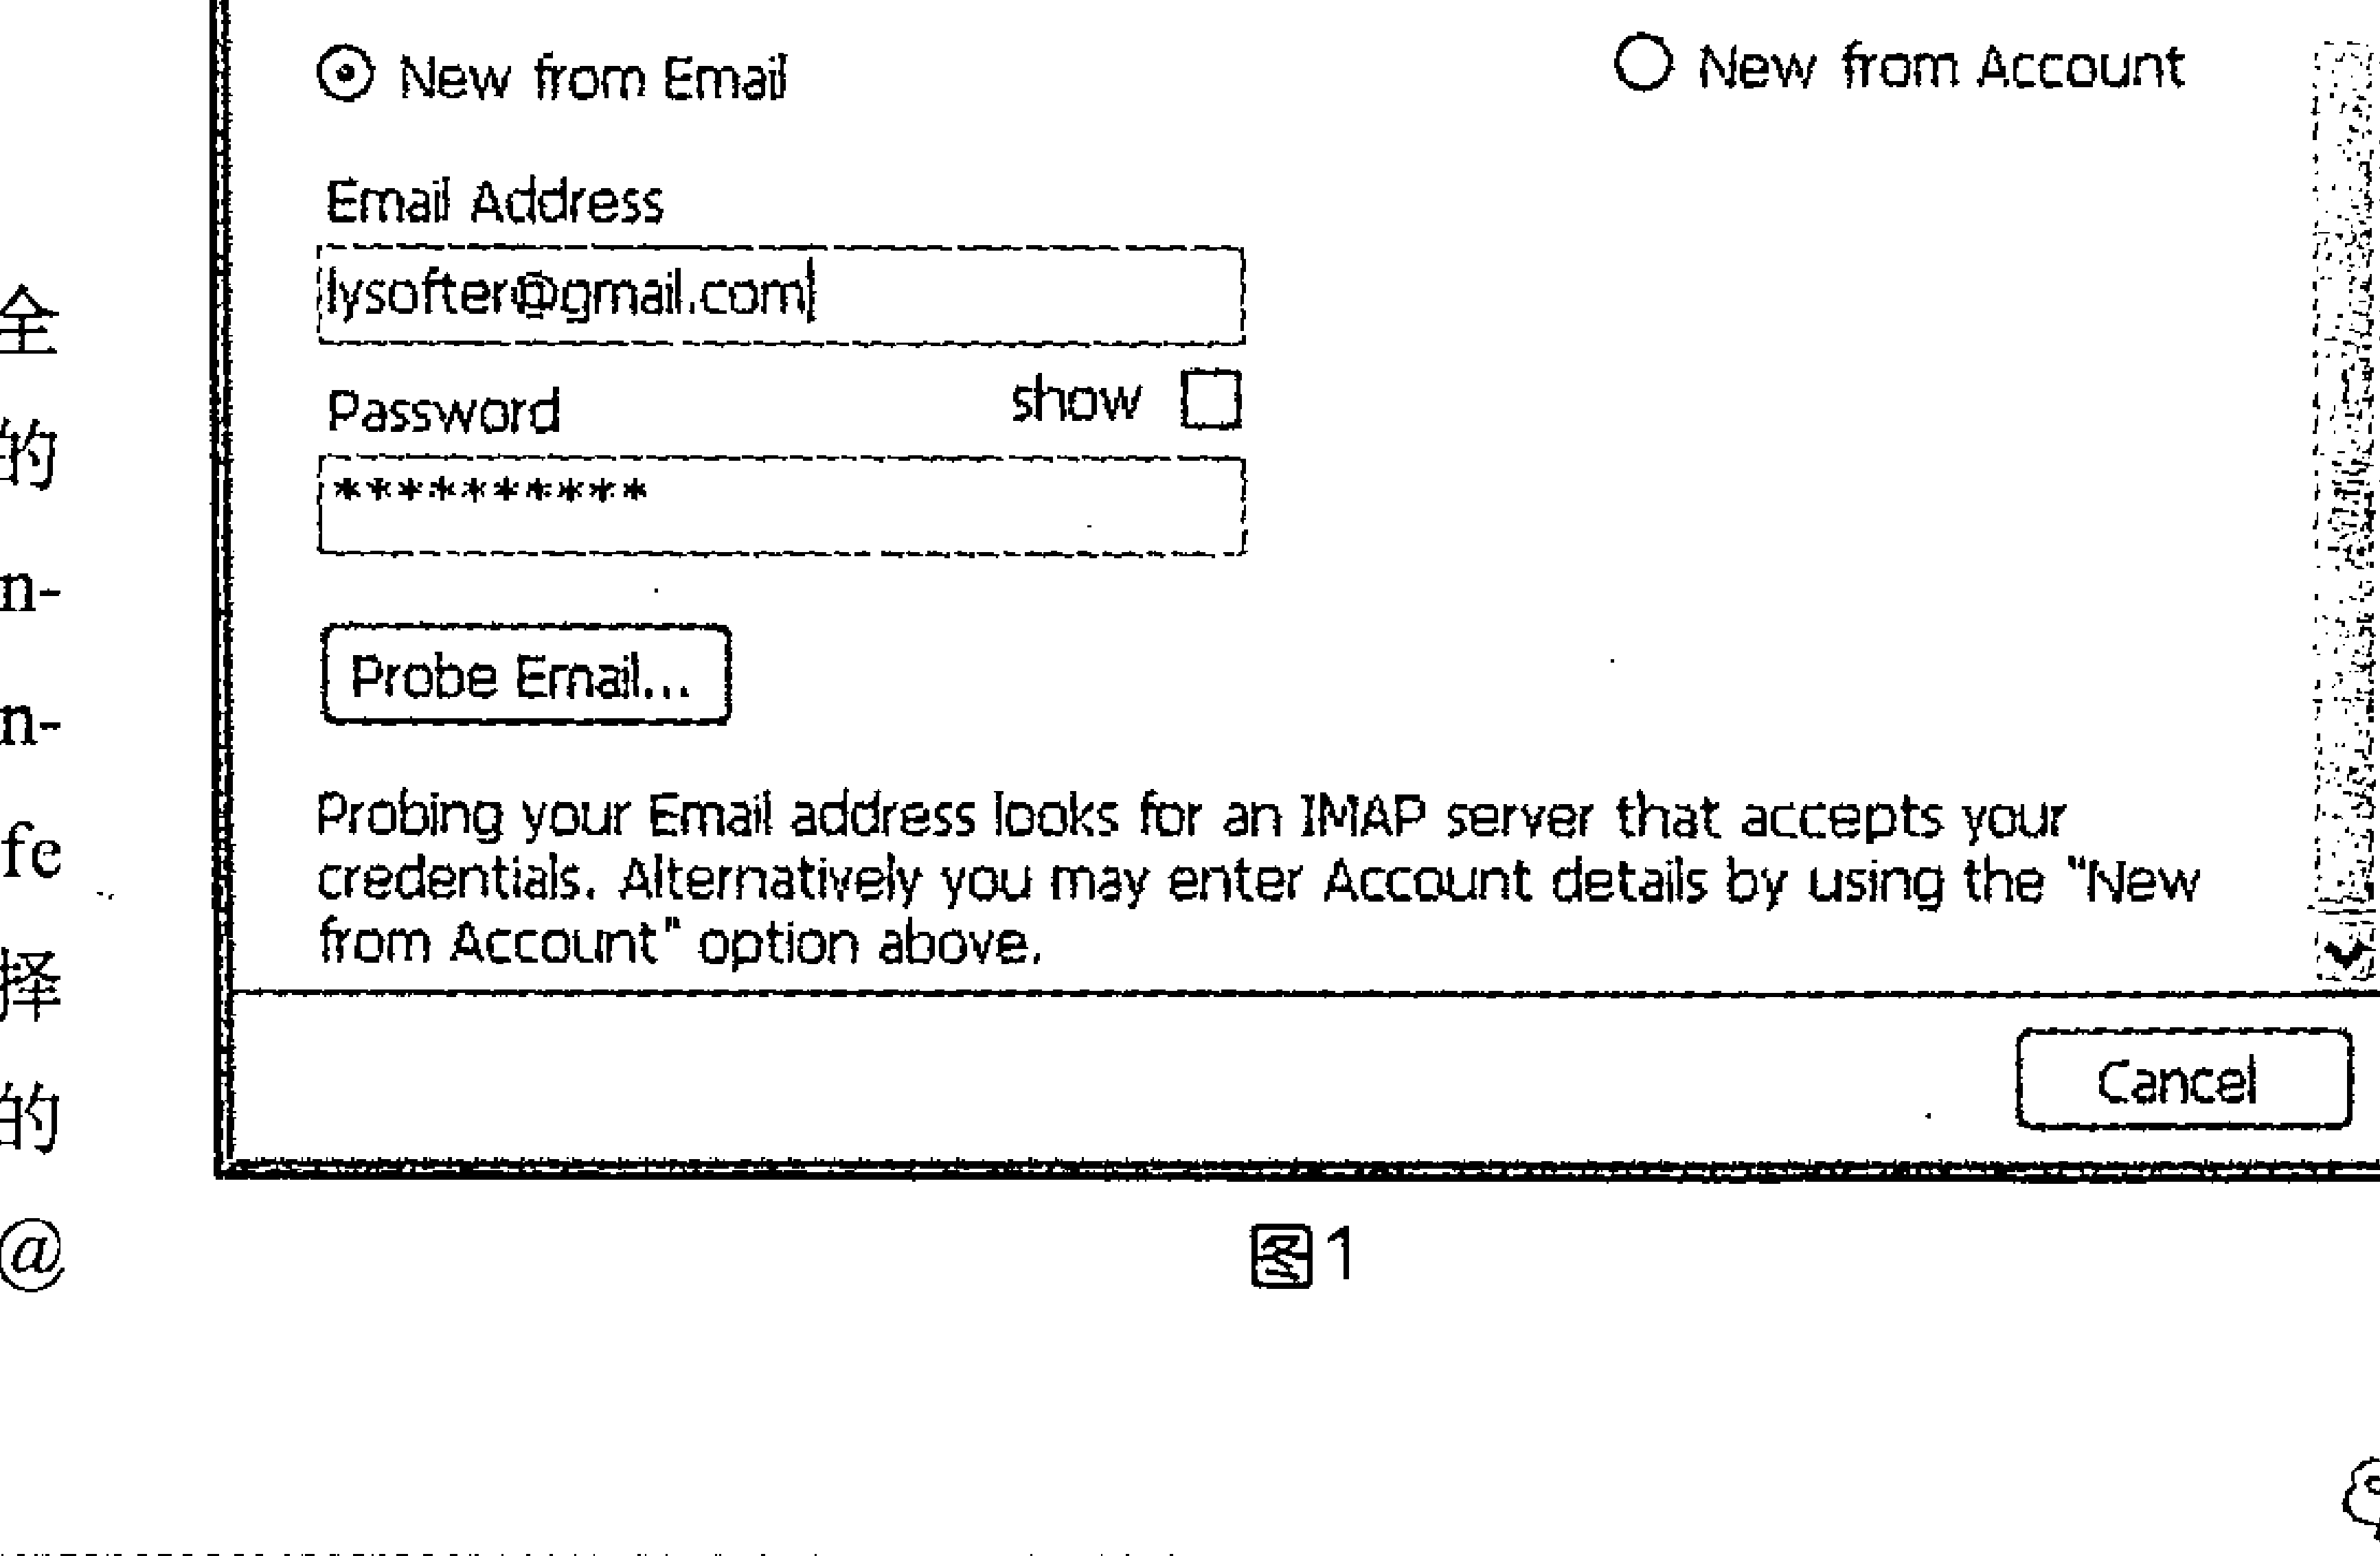 New from Email
New from Account
Email Address
lysofter@gmail.com
Password
show
**********
Probe Email...
Probing your Email address looks for an IMAP server that accepts your
credentials. Alternatively you may enter Account details by using the "New
from Account" option above.
Cancel
图1
全
的
n-
n-
fe
择
的
@